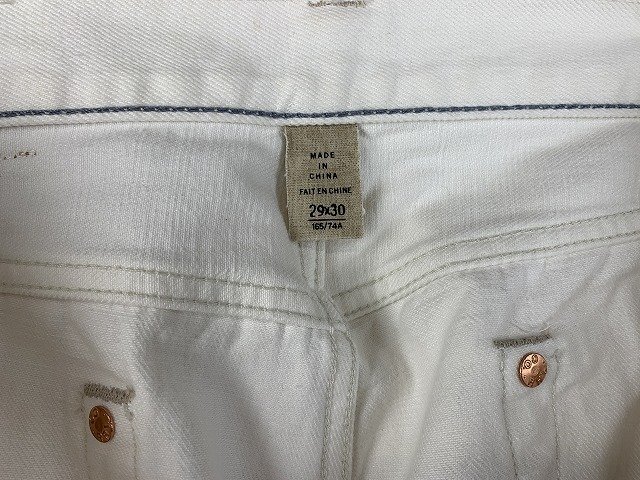 MADE
IN
CHINA
FAIT EN CHINE
29x30
165/74A